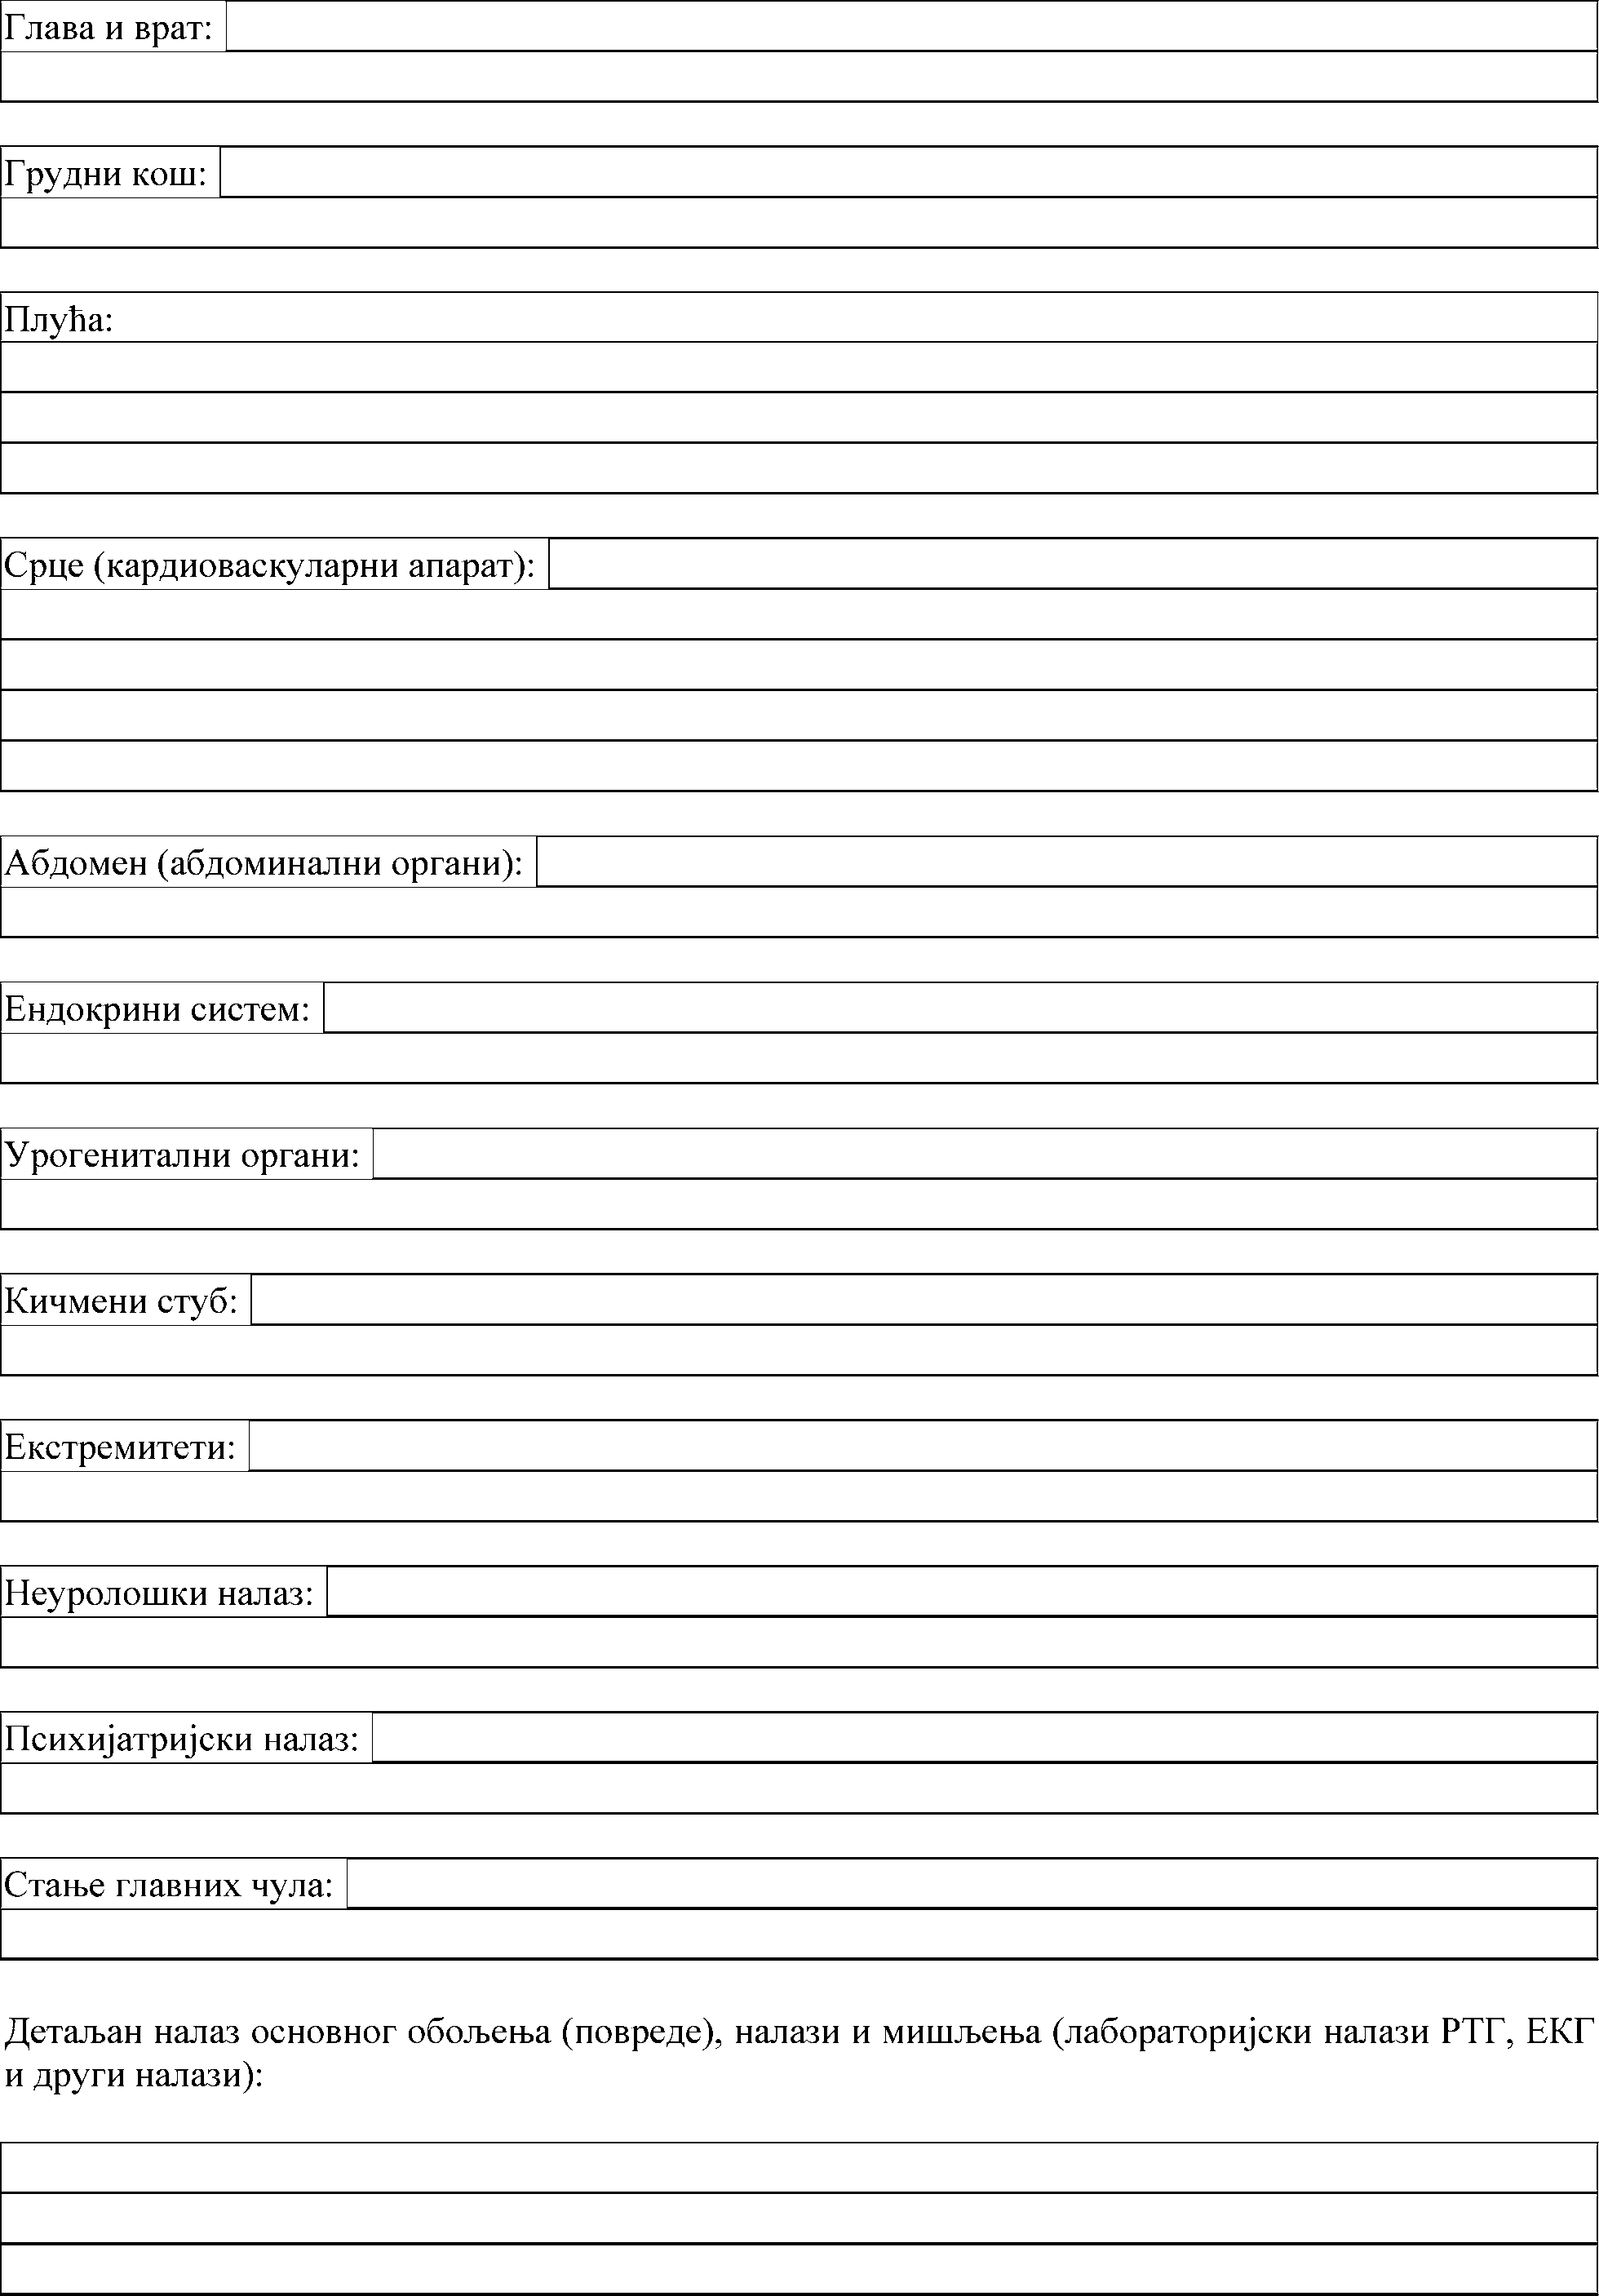 Глава и врат:
Грудни кош:
Плућа:
Срце (кардиоваскуларни апарат):
Абдомен (абдоминални органи):
Ендокрини систем:
Урогенитални органи:
Кичмени стуб:
Екстремитети:
Неуролошки налаз:
Психијатријски налаз:
Стање главних чула:
Детаљан налаз основног обољења (повреде), налази и мишљења (лабораторијски налази РТГ, ЕКГ
и други налази):